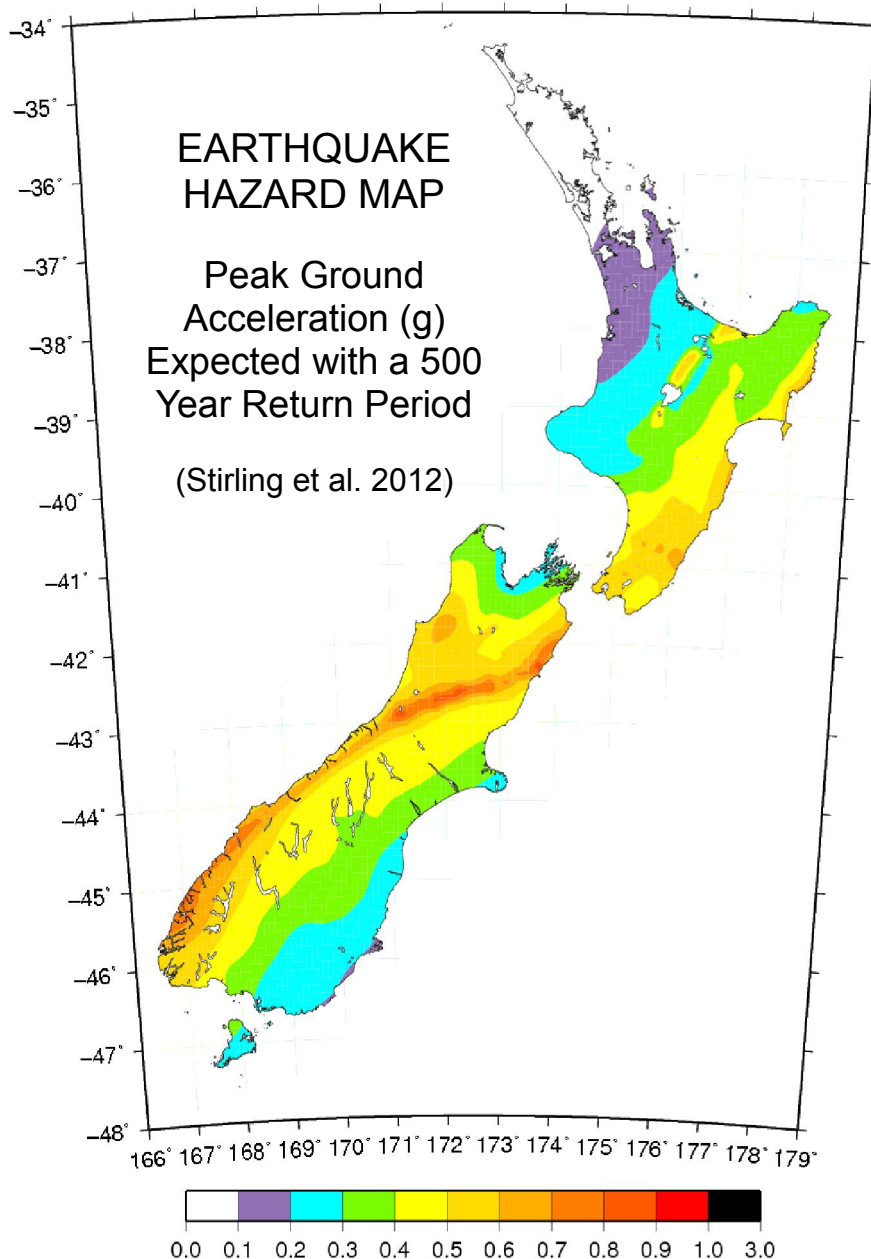 EARTHQUAKE
HAZARD MAP
Peak Ground
Acceleration (g)
Expected with a 500
Year Return Period
(Stirling et al. 2012)
−34˚
−35˚
−36˚
−37˚
−38˚
−39˚
−40˚
−41˚
−42˚
−43˚
−44˚
−45˚
−46˚
−47˚
−48˚
166˚ 167˚ 168˚ 169˚ 170˚ 171˚ 172˚ 173˚ 174˚ 175˚ 176˚ 177˚ 178˚ 179˚
0.0 0.1 0.2 0.3 0.4 0.5 0.6 0.7 0.8 0.9 1.0 3.0